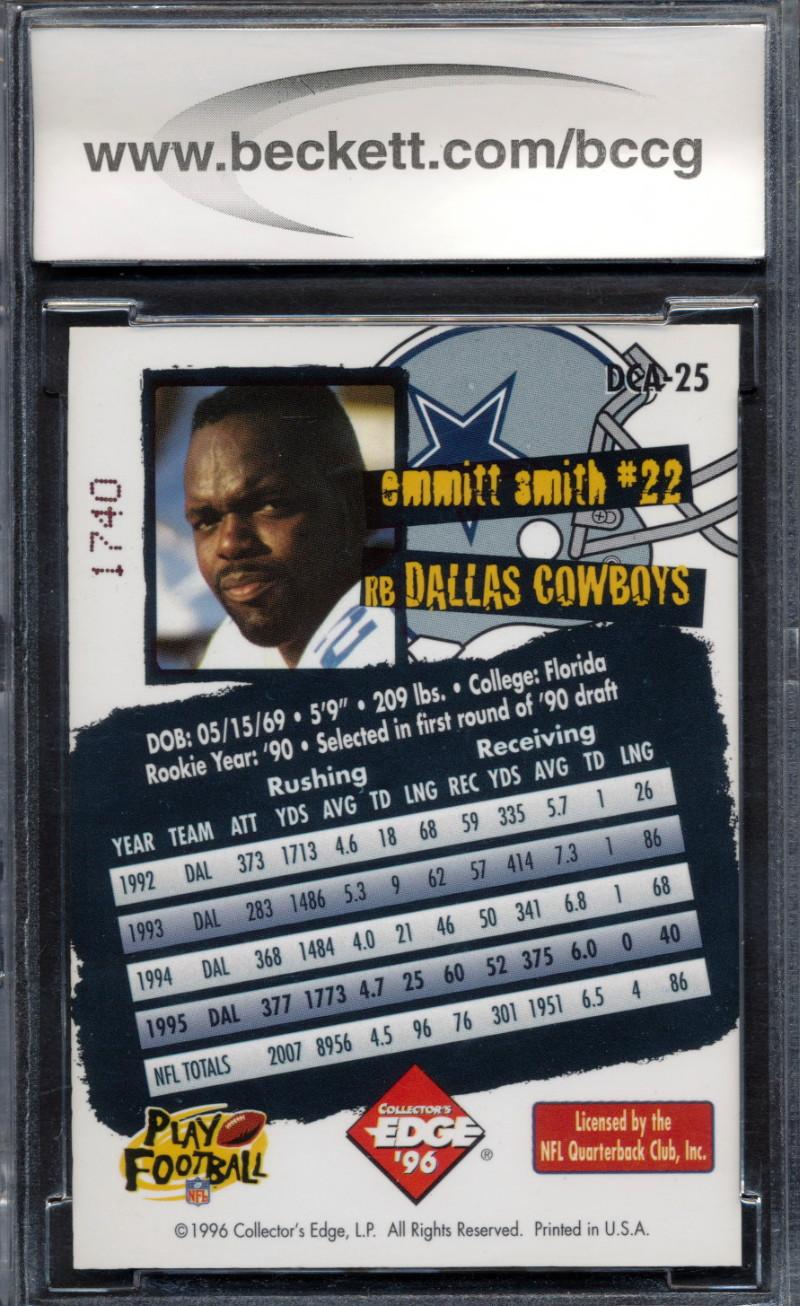 www.beckett.com/bccg
DCA-25
1740
emmitt smith #22
RB DALLAS COWBOYS
DOB: 05/15/69 • 5'9" • 209 lbs. • College: Florida
Rookie Year: '90 • Selected in first round of '90 draft
Rushing Receiving
YEAR TEAM ATT YDS AVG TD LNG REC YDS AVG TD LNG
1992 DAL 373 1713 4.6 18 68 59 335 5.7 1 26
1993 DAL 283 1486 5.3 9 62 57 414 7.3 1 86
1994 DAL 368 1484 4.0 21 46 50 341 6.8 1 68
1995 DAL 377 1773 4.7 25 60 52 375 6.0 0 40
NFL TOTALS 2007 8956 4.5 96 76 301 1951 6.5 4 86
PLAY
FOOTBALL
NFL
COLLECTOR'S
EDGE
'96
®
Licensed by the
NFL Quarterback Club, Inc.
©1996 Collector's Edge, L.P. All Rights Reserved. Printed in U.S.A.